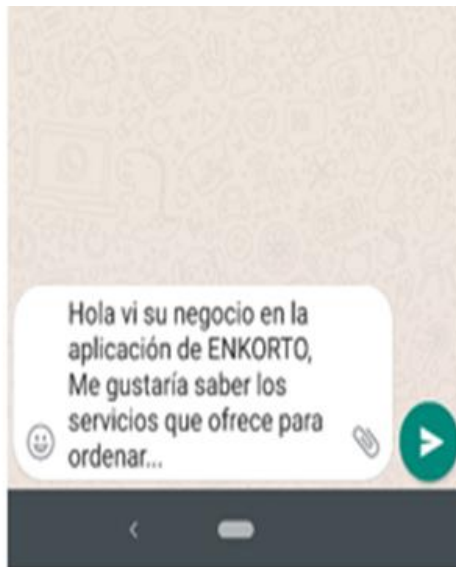 Hola vi su negocio en la
aplicación de ENKORTO,
Me gustaría saber los
servicios que ofrece para
ordenar...